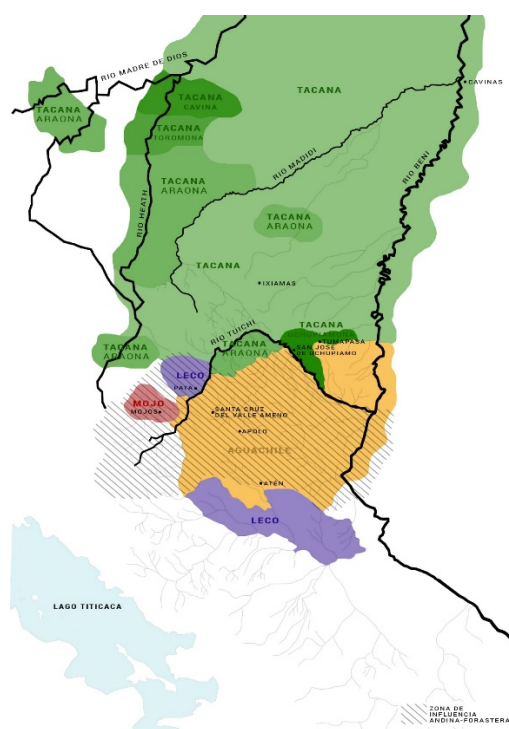 RIO MADRE DE DIOS
TACANA
CAVINAS
TACANA
CAVINA
TACANA
ARAONA
TACANA
TOROMONA
RIO MADIDI
RIO BENI
TACANA
ARAONA
RIO HEATH
TACANA
ARAONA
TACANA
IXIAMAS
RIO TUICHI
TACANA
TUMAPASA
SAN JOSE
DE UCHUPIAMO
TACANA
ARAONA
TACANA
ARAONA
LECO
PATA
MOJO
MOJOS
SANTA CRUZ
DEL VALLE AMENO
APOLO
AGUACHILE
ATEN
LECO
LAGO TITICACA
ZONA DE
INFLUENCIA
ANDINA-FORASTERA